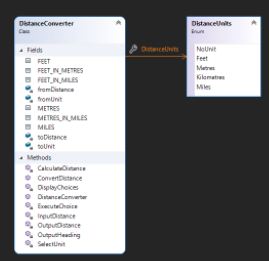 DistanceConverter
Class
Fields
FEET
FEET_IN_METRES
FEET_IN_MILES
fromDistance
fromUnit
METRES
METRES_IN_MILES
MILES
toDistance
toUnit
Methods
CalculateDistance
ConvertDistance
DisplayChoices
DistanceConverter
ExecuteChoice
InputDistance
OutputDistance
OutputHeading
SelectUnit
DistanceUnits
DistanceUnits
Enum
NoUnit
Feet
Metres
Kilometres
Miles